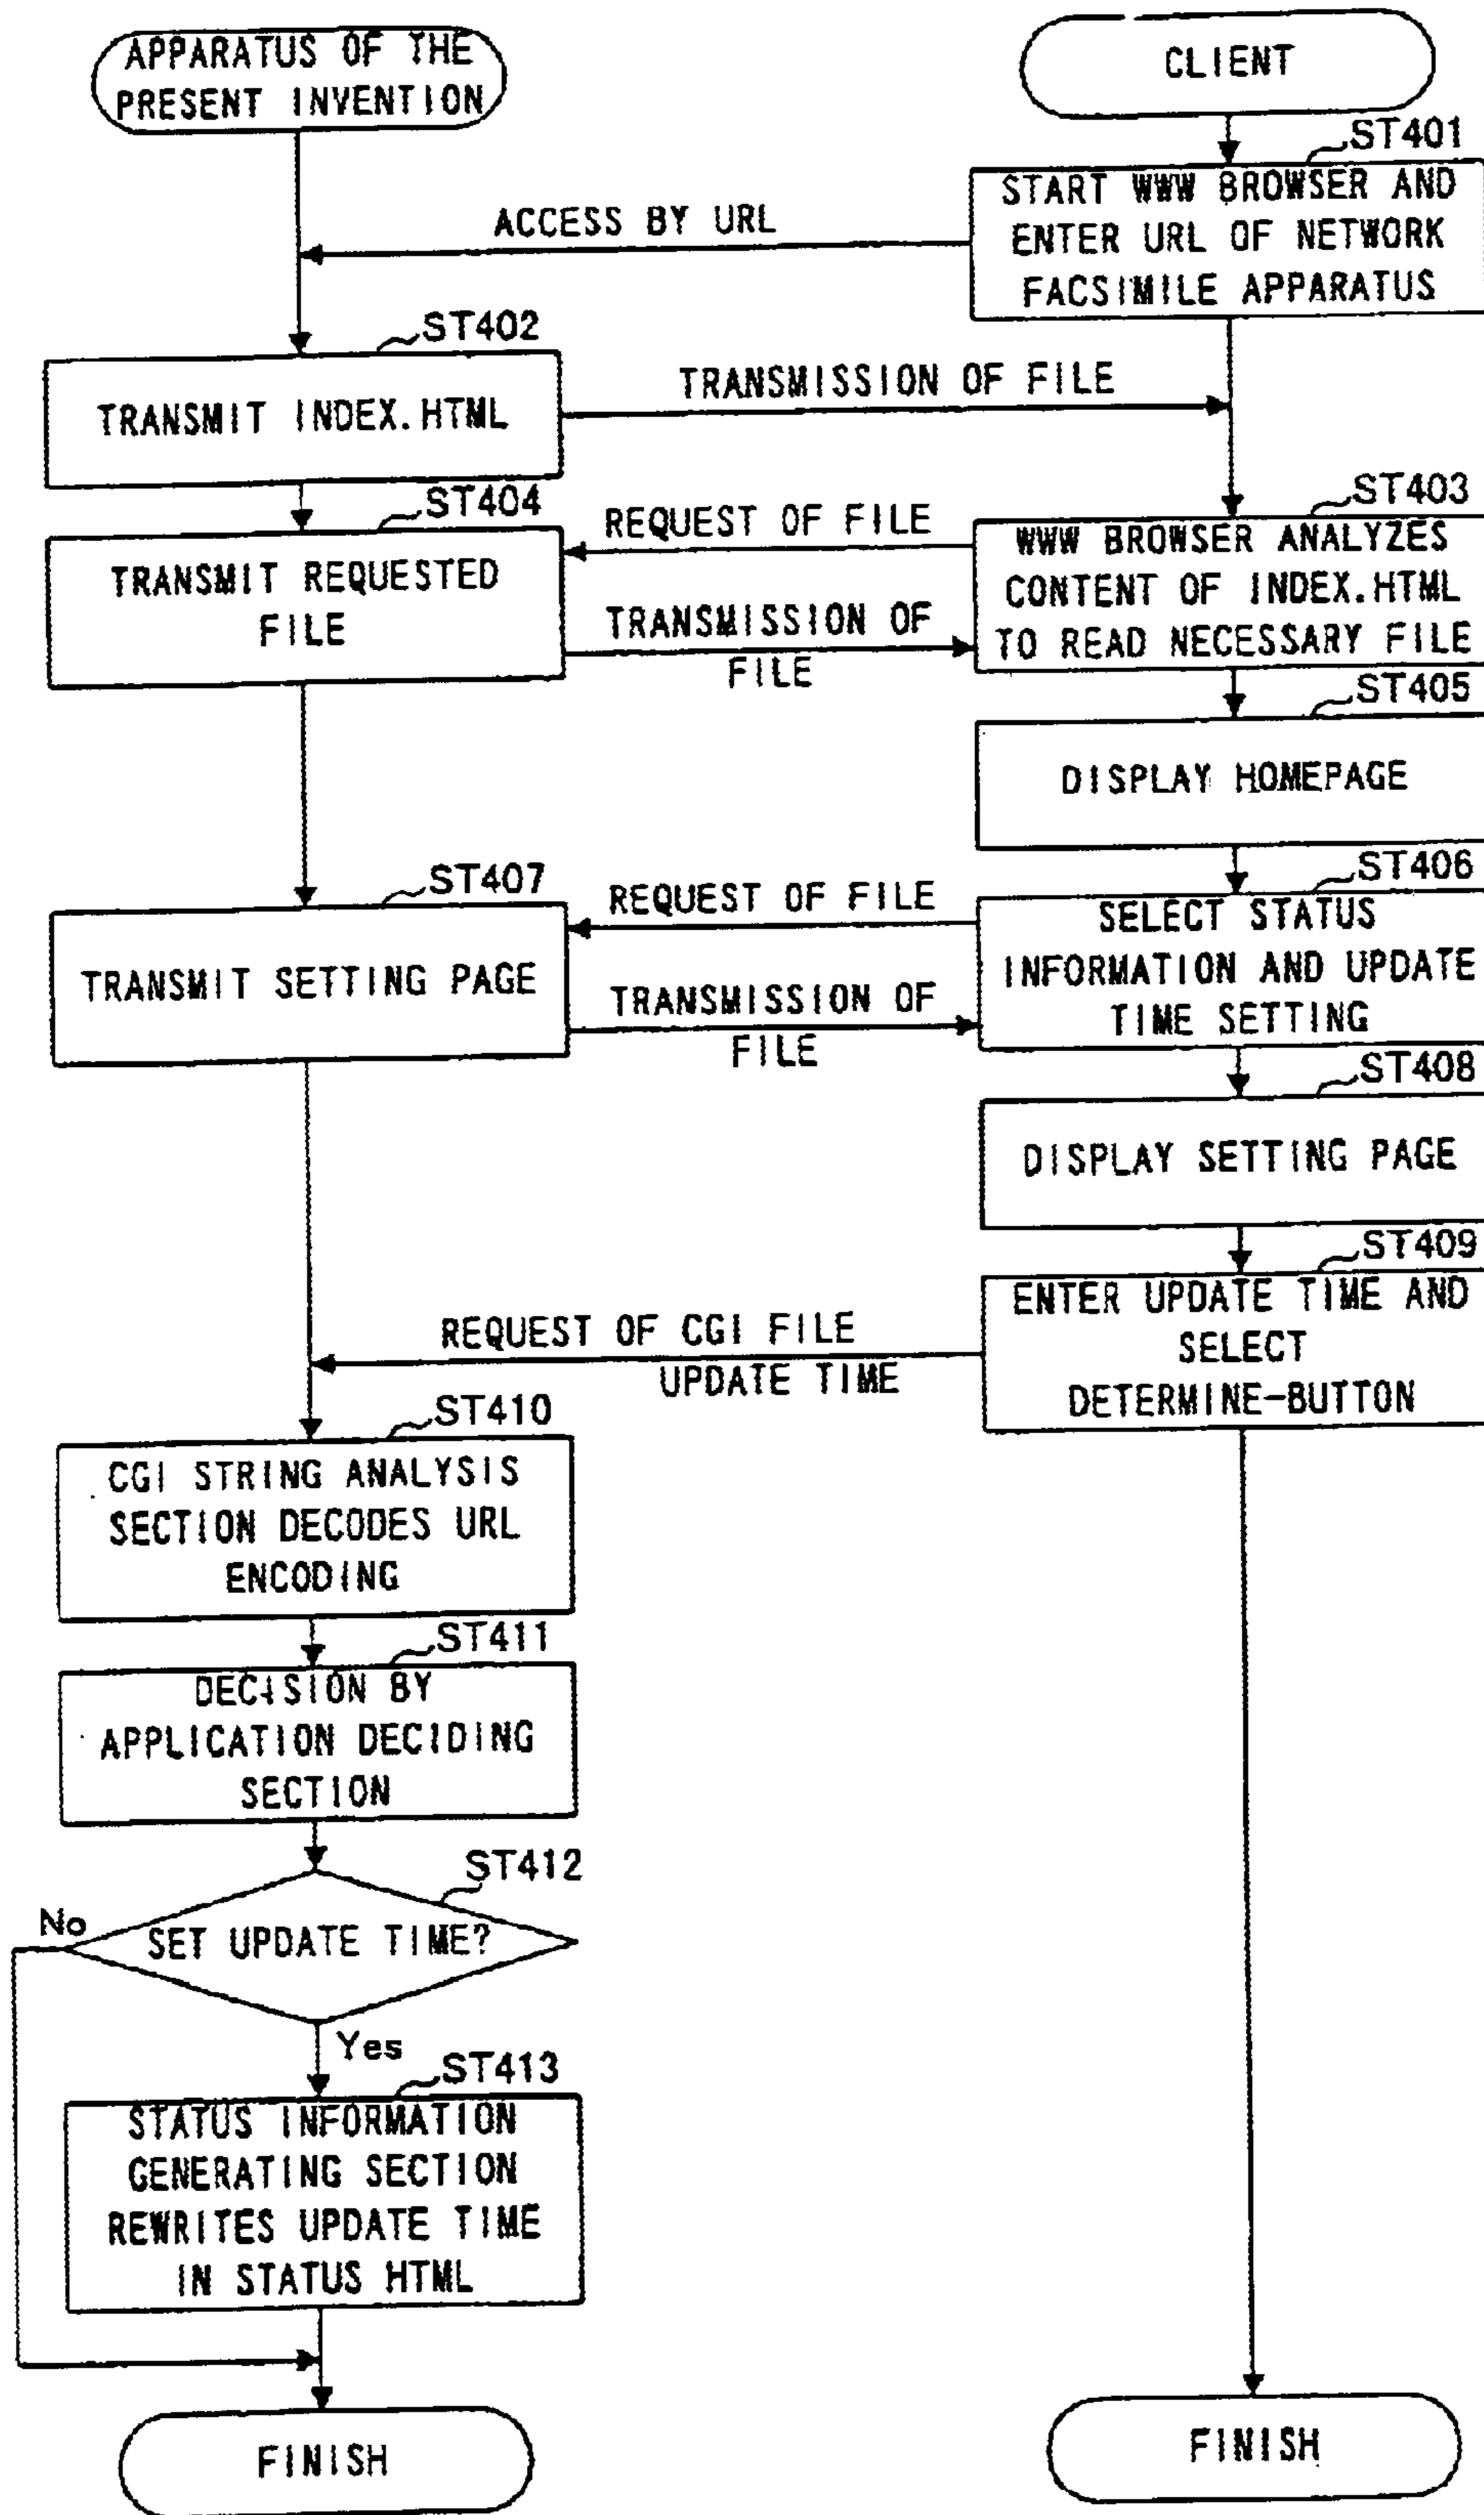 APPARATUS OF THE
PRESENT INVENTION
CLIENT
ST401
START WWW BROWSER AND
ENTER URL OF NETWORK
FACSIMILE APPARATUS
ACCESS BY URL
ST402
TRANSMIT INDEX.HTML
TRANSMISSION OF FILE
ST403
WWW BROWSER ANALYZES
CONTENT OF INDEX.HTML
TO READ NECESSARY FILE
ST404
TRANSMIT REQUESTED
FILE
REQUEST OF FILE
TRANSMISSION OF
FILE
ST405
DISPLAY HOMEPAGE
ST406
SELECT STATUS
INFORMATION AND UPDATE
TIME SETTING
ST407
TRANSMIT SETTING PAGE
REQUEST OF FILE
TRANSMISSION OF
FILE
ST408
DISPLAY SETTING PAGE
ST409
ENTER UPDATE TIME AND
SELECT
DETERMINE-BUTTON
REQUEST OF CGI FILE
UPDATE TIME
ST410
CGI STRING ANALYSIS
SECTION DECODES URL
ENCODING
ST411
DECISION BY
APPLICATION DECIDING
SECTION
ST412
No
SET UPDATE TIME?
Yes
ST413
STATUS INFORMATION
GENERATING SECTION
REWRITES UPDATE TIME
IN STATUS HTML
FINISH
FINISH